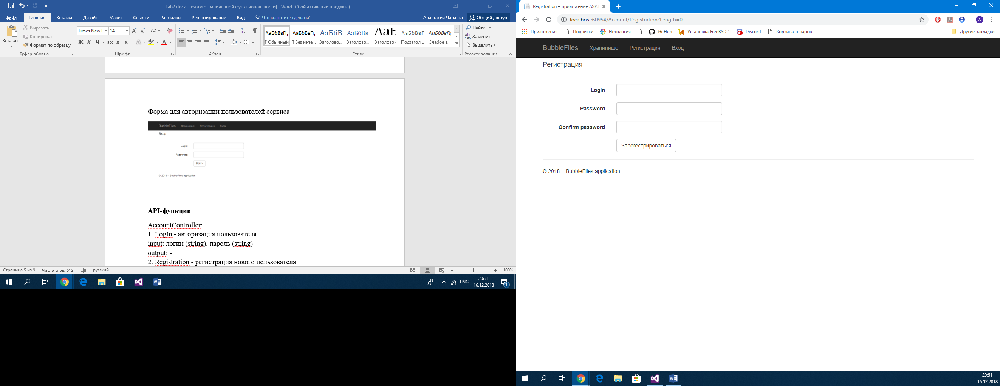 Lab2.docx [Режим ограниченной функциональности] - Word (Сбой активации продукта)
Файл Главная Вставка Дизайн Макет Ссылки Рассылки Рецензирование Вид Что вы хотите сделать? Анастасия Чапаева Общий доступ
Вставить
Вырезать
Копировать
Формат по образцу
Буфер обмена
Times New R 14
Ж К Ч abc x₂ x²
Шрифт
Абзац
АаБбВвГг, АаБбВвГг, АаБбВ АаБбВв АаБ АаБбВвГ АаБбВвГг
¶ Обычный ¶ Без инте... Заголово... Заголово... Заголовок Подзагол... Слабое в...
Стили
Найти
Заменить
Выделить
Редактирование
Форма для авторизации пользователей сервиса
BubbleFiles Хранилище Регистрация Вход
Вход
Login:
Password:
Войти
© 2018 – BubbleFiles application
API-функции
AccountController:
1. LogIn - авторизация пользователя
input: логин (string), пароль (string)
output: -
2. Registration - регистрация нового пользователя
Страница 5 из 9 Число слов: 612 русский 100%
ENG
20:51
16.12.2018
1
Registration – приложение ASP.
localhost:60954/Account/Registration?Length=0
A
Приложения Подписки Нетология GitHub Установка FreeBSD 41 Discord Корзина товаров Другие закладки
BubbleFiles Хранилище Регистрация Вход
Регистрация
Login
Password
Confirm password
Зарегестрироваться
© 2018 – BubbleFiles application
20:51
16.12.2018